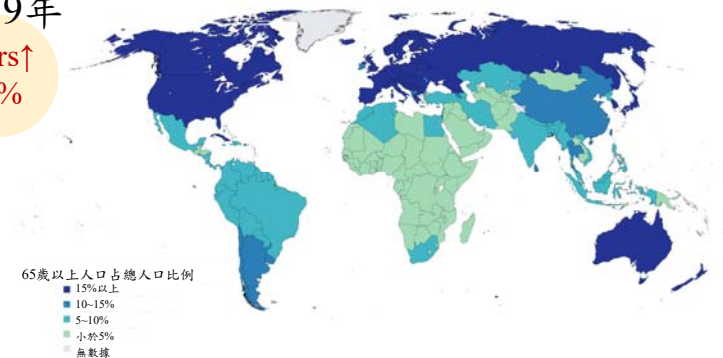 9年
rs↑
%
65歲以上人口占總人口比例
15%以上
10~15%
5~10%
小於5%
無數據